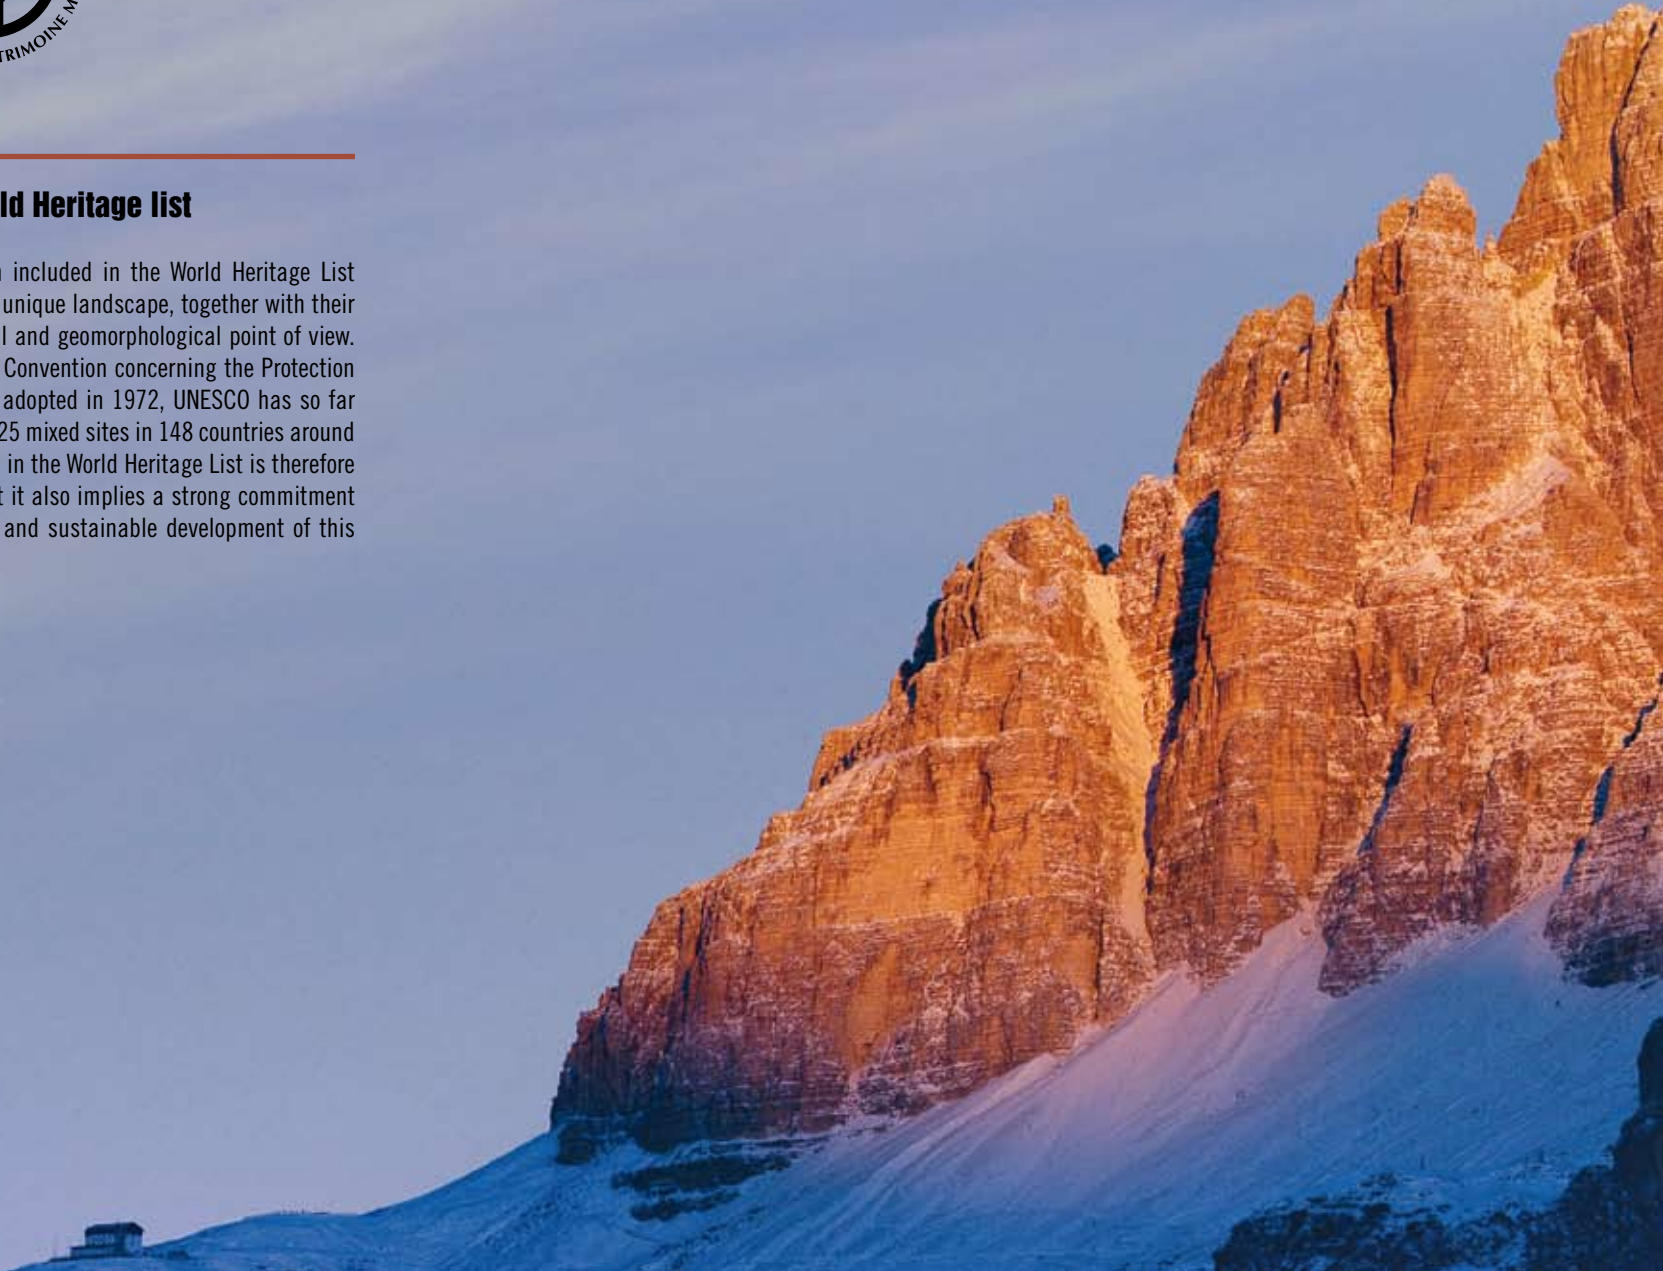 TRIMOINE M
ld Heritage list
included in the World Heritage List
unique landscape, together with their
l and geomorphological point of view.
Convention concerning the Protection
adopted in 1972, UNESCO has so far
25 mixed sites in 148 countries around
in the World Heritage List is therefore
t it also implies a strong commitment
and sustainable development of this